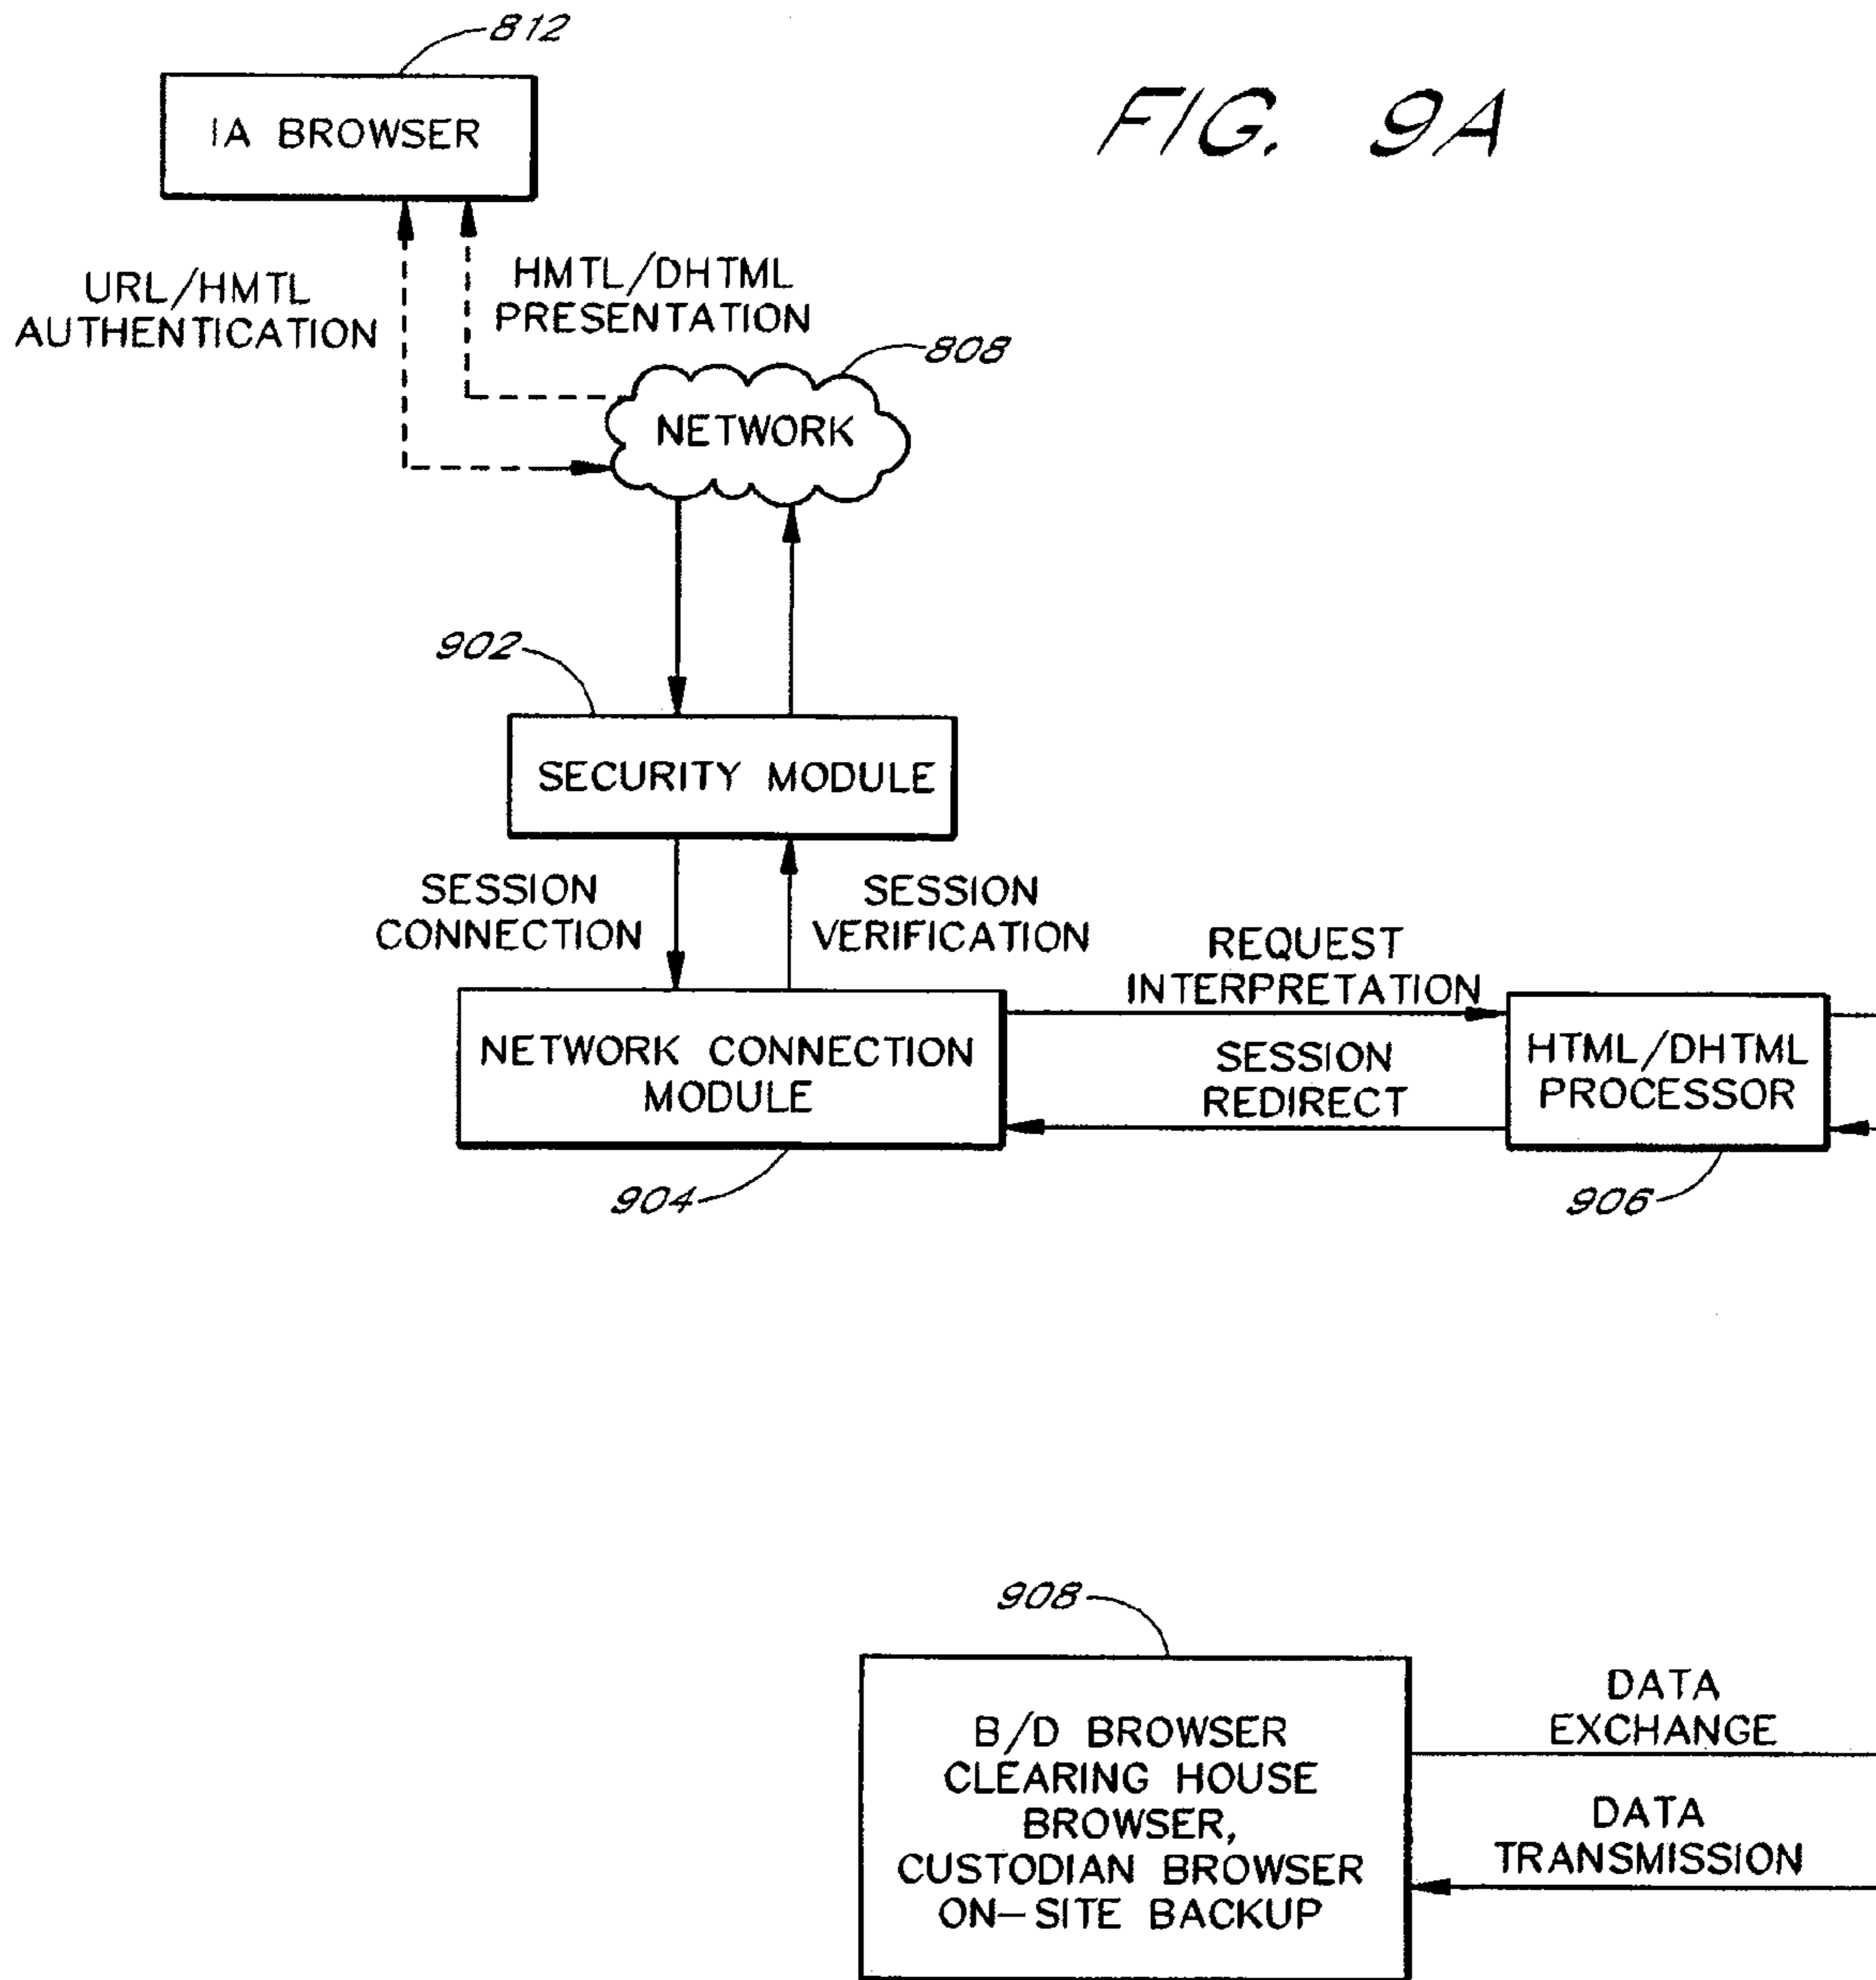 812
FIG. 9A
IA BROWSER
URL/HMTL
AUTHENTICATION
HMTL/DHTML
PRESENTATION
808
NETWORK
902
SECURITY MODULE
SESSION
CONNECTION
SESSION
VERIFICATION
REQUEST
INTERPRETATION
NETWORK CONNECTION
MODULE
SESSION
REDIRECT
HTML/DHTML
PROCESSOR
904
906
908
B/D BROWSER
CLEARING HOUSE
BROWSER,
CUSTODIAN BROWSER
ON-SITE BACKUP
DATA
EXCHANGE
DATA
TRANSMISSION